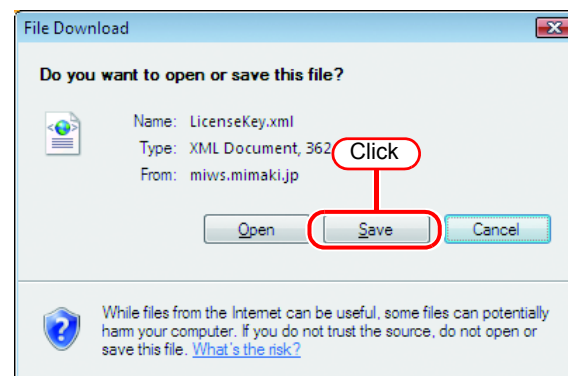 File Download
Do you want to open or save this file?
Name: LicenseKey.xml
Type: XML Document, 362
From: miws.mimaki.jp
Click
Open Save Cancel
While files from the Internet can be useful, some files can potentially
harm your computer. If you do not trust the source, do not open or
save this file. What's the risk?